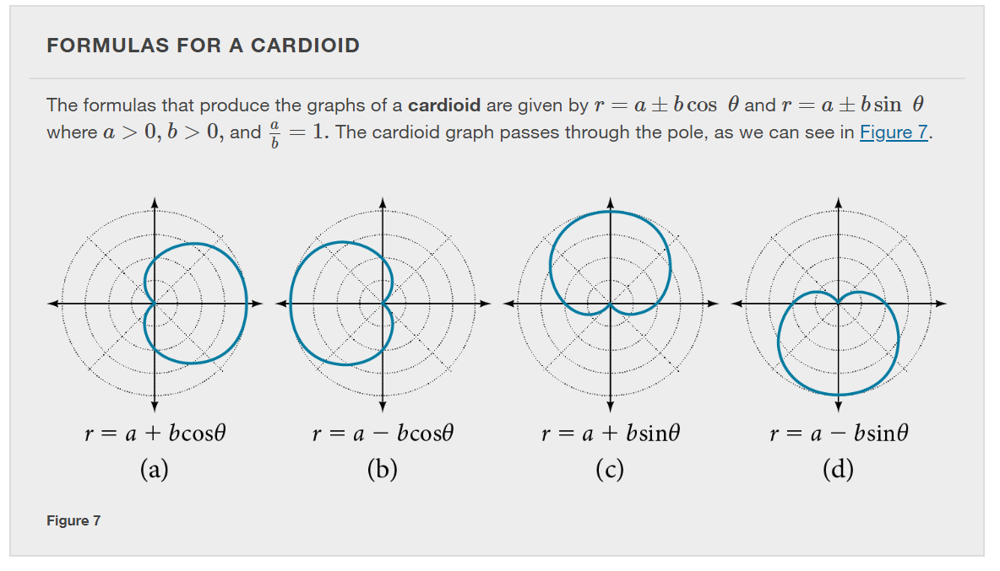 FORMULAS FOR A CARDIOID
The formulas that produce the graphs of a cardioid are given by r = a ± b cos θ and r = a ± b sin θ
where a > 0, b > 0, and a/b = 1. The cardioid graph passes through the pole, as we can see in Figure 7.
r = a + bcosθ r = a − bcosθ r = a + bsinθ r = a − bsinθ
(a) (b) (c) (d)
Figure 7